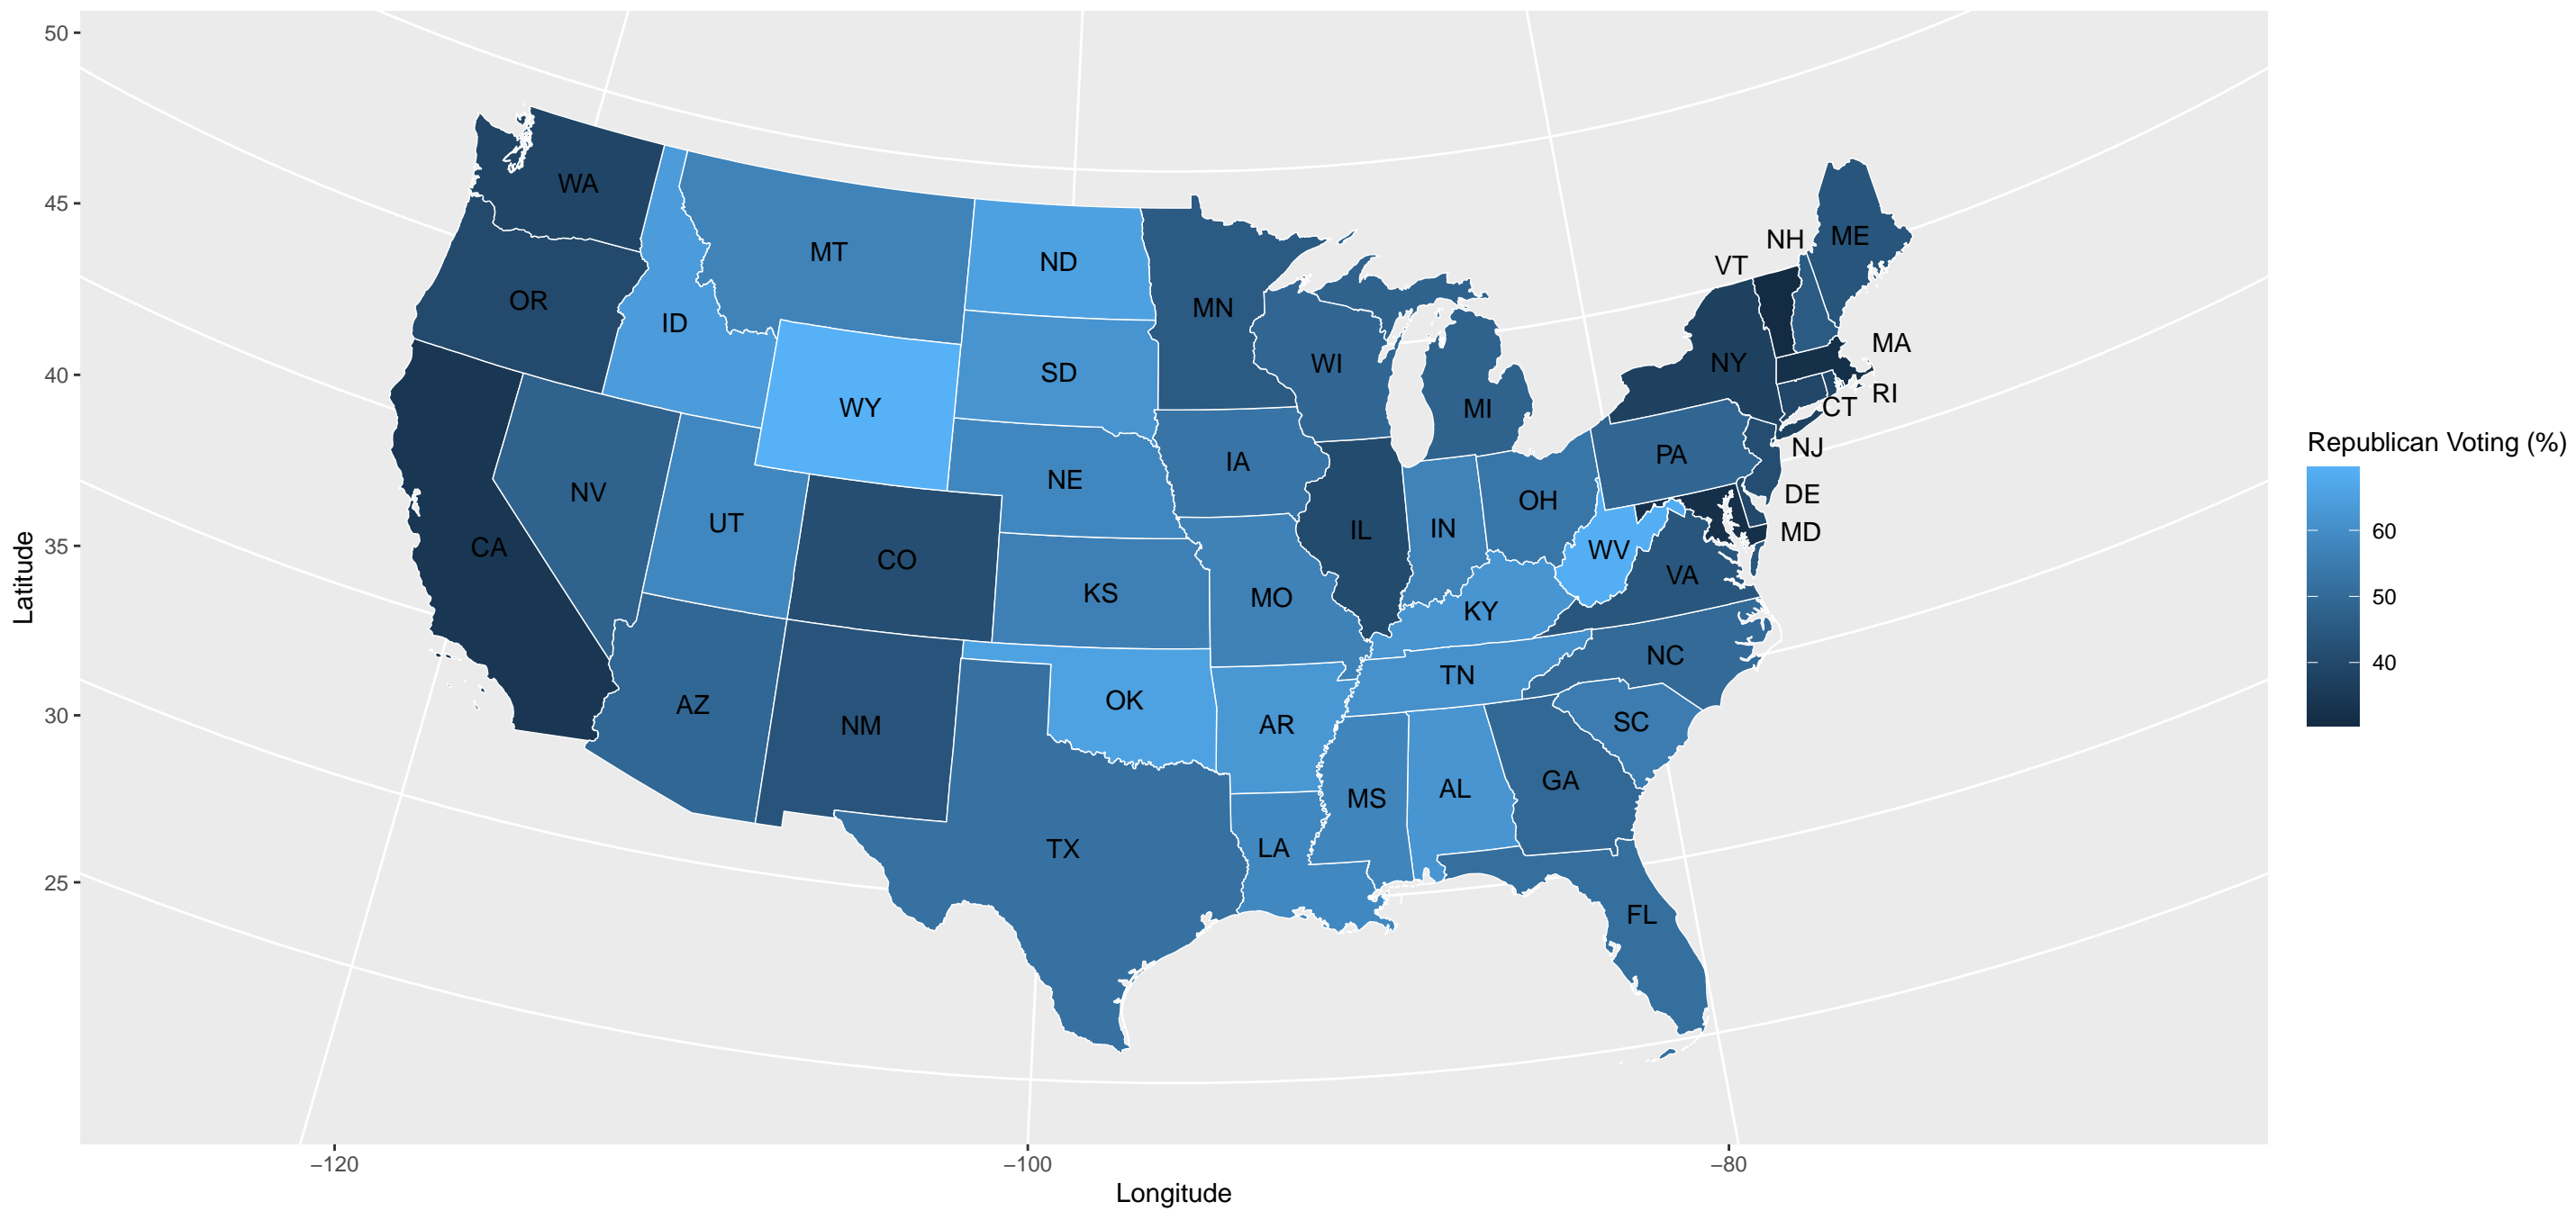 50
45
40
35
30
25
Latitude
−120
−100
−80
Longitude
WA
OR
CA
NV
ID
MT
WY
UT
AZ
CO
NM
ND
SD
NE
KS
OK
TX
MN
IA
MO
AR
LA
WI
IL
MI
IN
OH
KY
TN
MS
AL
GA
FL
SC
NC
VA
WV
PA
NY
VT
NH
ME
MA
RI
CT
NJ
DE
MD
Republican Voting (%)
60
50
40